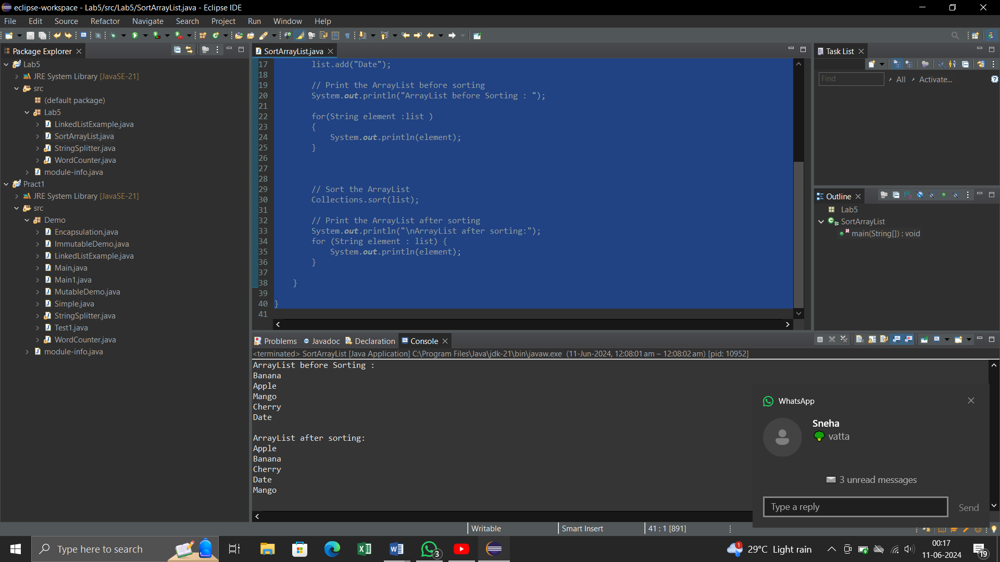 eclipse-workspace - Lab5/src/Lab5/SortArrayList.java - Eclipse IDE
File Edit Source Refactor Navigate Search Project Run Window Help
Package Explorer
Lab5
JRE System Library [JavaSE-21]
src
(default package)
Lab5
LinkedListExample.java
SortArrayList.java
StringSplitter.java
WordCounter.java
module-info.java
Pract1
JRE System Library [JavaSE-21]
src
Demo
Encapsulation.java
ImmutableDemo.java
LinkedListExample.java
Main.java
Main1.java
MutableDemo.java
Simple.java
StringSplitter.java
Test1.java
WordCounter.java
module-info.java
SortArrayList.java
17 list.add("Date");
18
19 // Print the ArrayList before sorting
20 System.out.println("ArrayList before Sorting : ");
21
22 for(String element :list )
23 {
24 System.out.println(element);
25 }
26
27
28
29 // Sort the ArrayList
30 Collections.sort(list);
31
32 // Print the ArrayList after sorting
33 System.out.println("\nArrayList after sorting:");
34 for (String element : list) {
35 System.out.println(element);
36 }
37
38 }
39
40 }
41
Task List
Find
All
Activate...
Outline
Lab5
SortArrayList
main(String[]) : void
Problems Javadoc Declaration Console
<terminated> SortArrayList [Java Application] C:\Program Files\Java\jdk-21\bin\javaw.exe (11-Jun-2024, 12:08:01 am – 12:08:02 am) [pid: 10952]
ArrayList before Sorting :
Banana
Apple
Mango
Cherry
Date
ArrayList after sorting:
Apple
Banana
Cherry
Date
Mango
WhatsApp
Sneha
🥦 vatta
3 unread messages
Type a reply
Send
Writable Smart Insert 41 : 1 [891]
Type here to search
3
1
29°C Light rain
00:17
11-06-2024
19